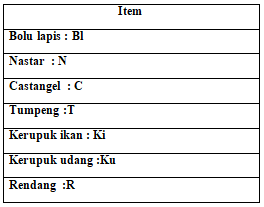 Item
Bolu lapis : Bl
Nastar : N
Castangel : C
Tumpeng :T
Kerupuk ikan : Ki
Kerupuk udang :Ku
Rendang :R